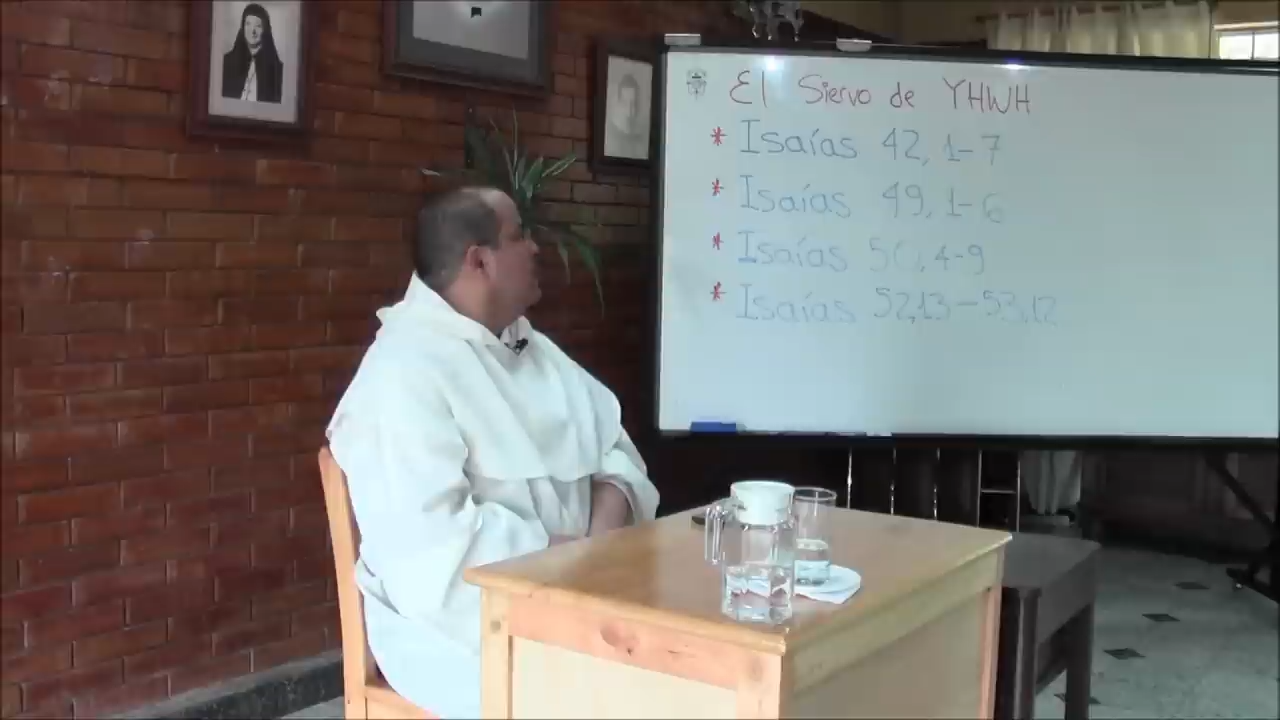 El Siervo de YHWH
* Isaías 42, 1-7
* Isaías 49, 1-6
* Isaías 50, 4-9
* Isaías 52,13-53,12